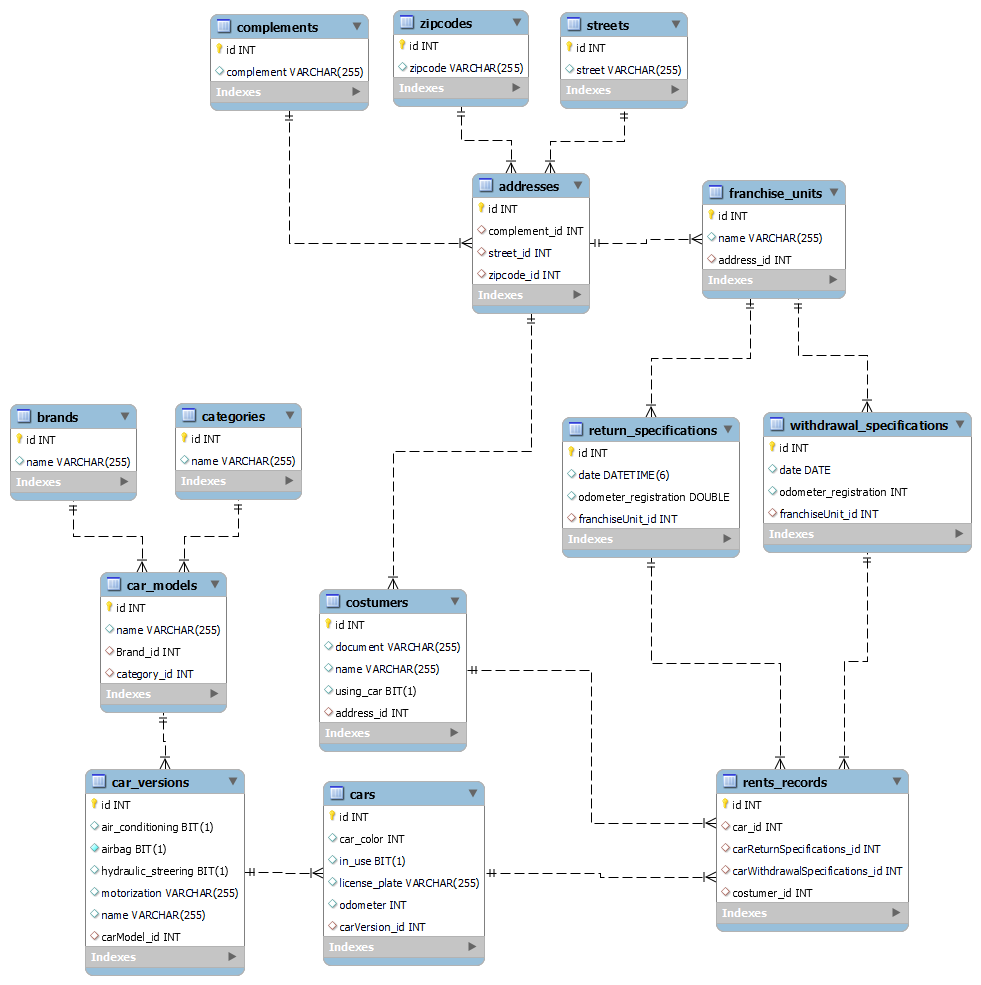 complements
id INT
complement VARCHAR(255)
Indexes
zipcodes
id INT
zipcode VARCHAR(255)
Indexes
streets
id INT
street VARCHAR(255)
Indexes
addresses
id INT
complement_id INT
street_id INT
zipcode_id INT
Indexes
franchise_units
id INT
name VARCHAR(255)
address_id INT
Indexes
brands
id INT
name VARCHAR(255)
Indexes
categories
id INT
name VARCHAR(255)
Indexes
return_specifications
id INT
date DATETIME(6)
odometer_registration DOUBLE
franchiseUnit_id INT
Indexes
withdrawal_specifications
id INT
date DATE
odometer_registration INT
franchiseUnit_id INT
Indexes
car_models
id INT
name VARCHAR(255)
Brand_id INT
category_id INT
Indexes
costumers
id INT
document VARCHAR(255)
name VARCHAR(255)
using_car BIT(1)
address_id INT
Indexes
car_versions
id INT
air_conditioning BIT(1)
airbag BIT(1)
hydraulic_streering BIT(1)
motorization VARCHAR(255)
name VARCHAR(255)
carModel_id INT
Indexes
cars
id INT
car_color INT
in_use BIT(1)
license_plate VARCHAR(255)
odometer INT
carVersion_id INT
Indexes
rents_records
id INT
car_id INT
carReturnSpecifications_id INT
carWithdrawalSpecifications_id INT
costumer_id INT
Indexes